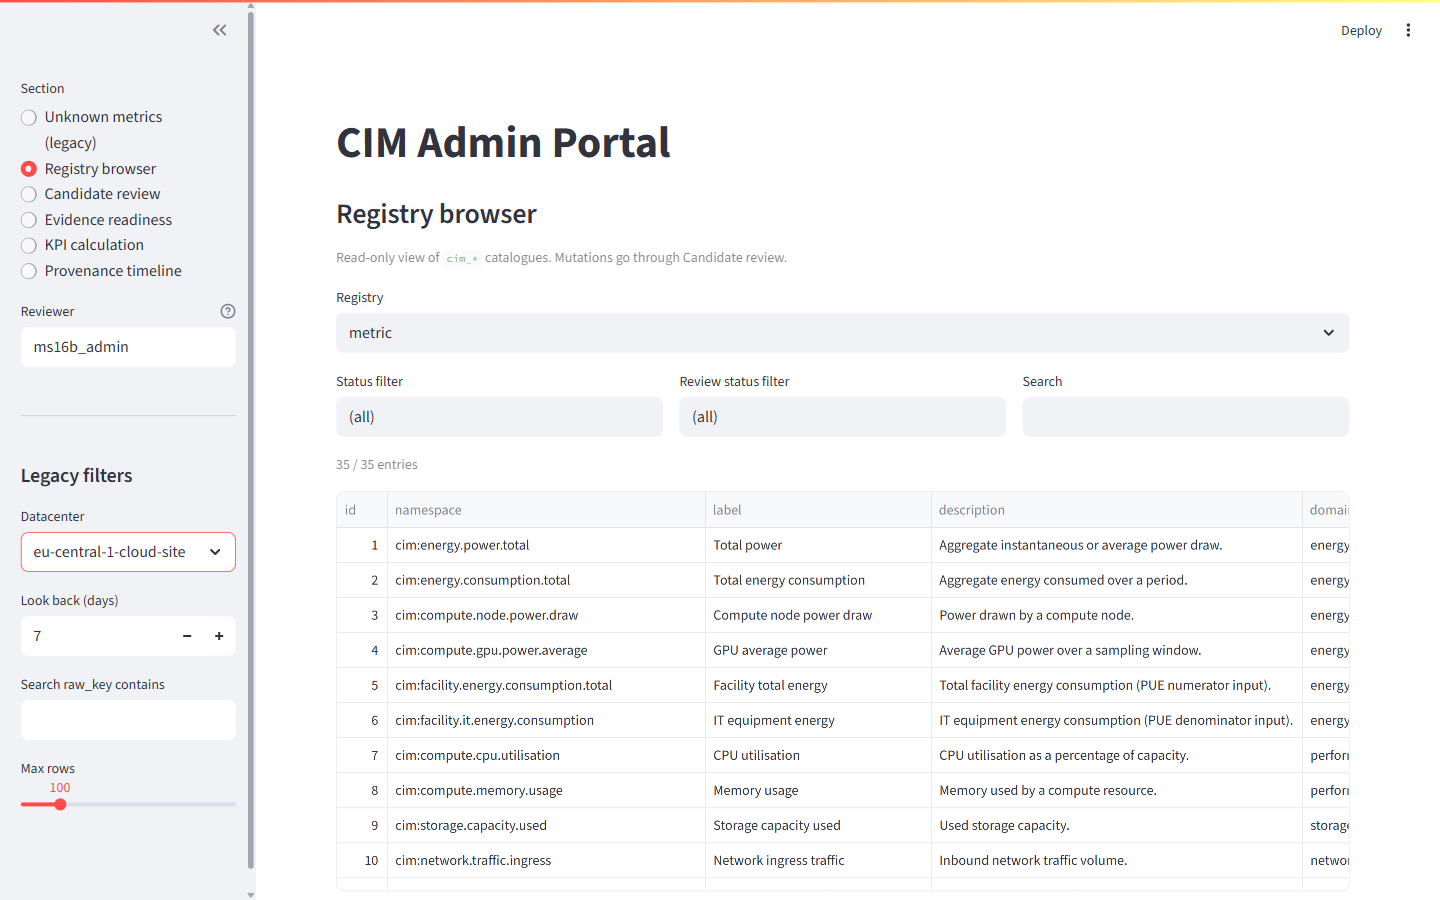 Deploy
Section
Unknown metrics
(legacy)
Registry browser
Candidate review
Evidence readiness
KPI calculation
Provenance timeline
Reviewer
ms16b_admin
Legacy filters
Datacenter
eu-central-1-cloud-site
Look back (days)
7
Search raw_key contains
Max rows
100
CIM Admin Portal
Registry browser
Read-only view of cim_* catalogues. Mutations go through Candidate review.
Registry
metric
Status filter Review status filter Search
(all) (all)
35 / 35 entries
id namespace label description domai
1 cim:energy.power.total Total power Aggregate instantaneous or average power draw. energy
2 cim:energy.consumption.total Total energy consumption Aggregate energy consumed over a period. energy
3 cim:compute.node.power.draw Compute node power draw Power drawn by a compute node. energy
4 cim:compute.gpu.power.average GPU average power Average GPU power over a sampling window. energy
5 cim:facility.energy.consumption.total Facility total energy Total facility energy consumption (PUE numerator input). energy
6 cim:facility.it.energy.consumption IT equipment energy IT equipment energy consumption (PUE denominator input). energy
7 cim:compute.cpu.utilisation CPU utilisation CPU utilisation as a percentage of capacity. perfor
8 cim:compute.memory.usage Memory usage Memory used by a compute resource. perfor
9 cim:storage.capacity.used Storage capacity used Used storage capacity. storage
10 cim:network.traffic.ingress Network ingress traffic Inbound network traffic volume. networ